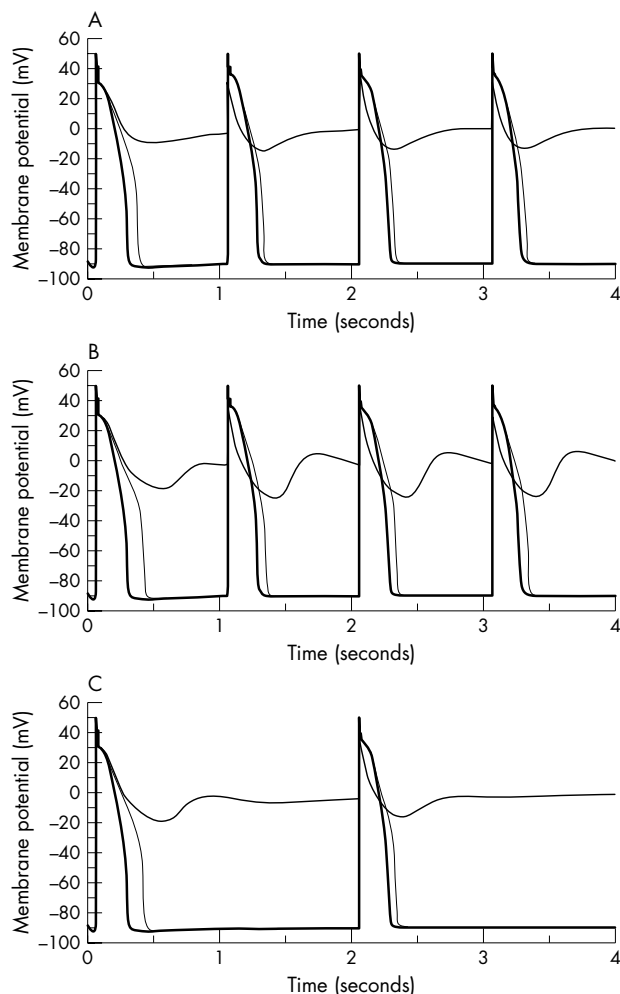 A
Membrane potential (mV)
60
40
20
0
–20
–40
–60
–80
–100
0 1 2 3 4
Time (seconds)
B
Membrane potential (mV)
60
40
20
0
–20
–40
–60
–80
–100
0 1 2 3 4
Time (seconds)
C
Membrane potential (mV)
60
40
20
0
–20
–40
–60
–80
–100
0 1 2 3 4
Time (seconds)